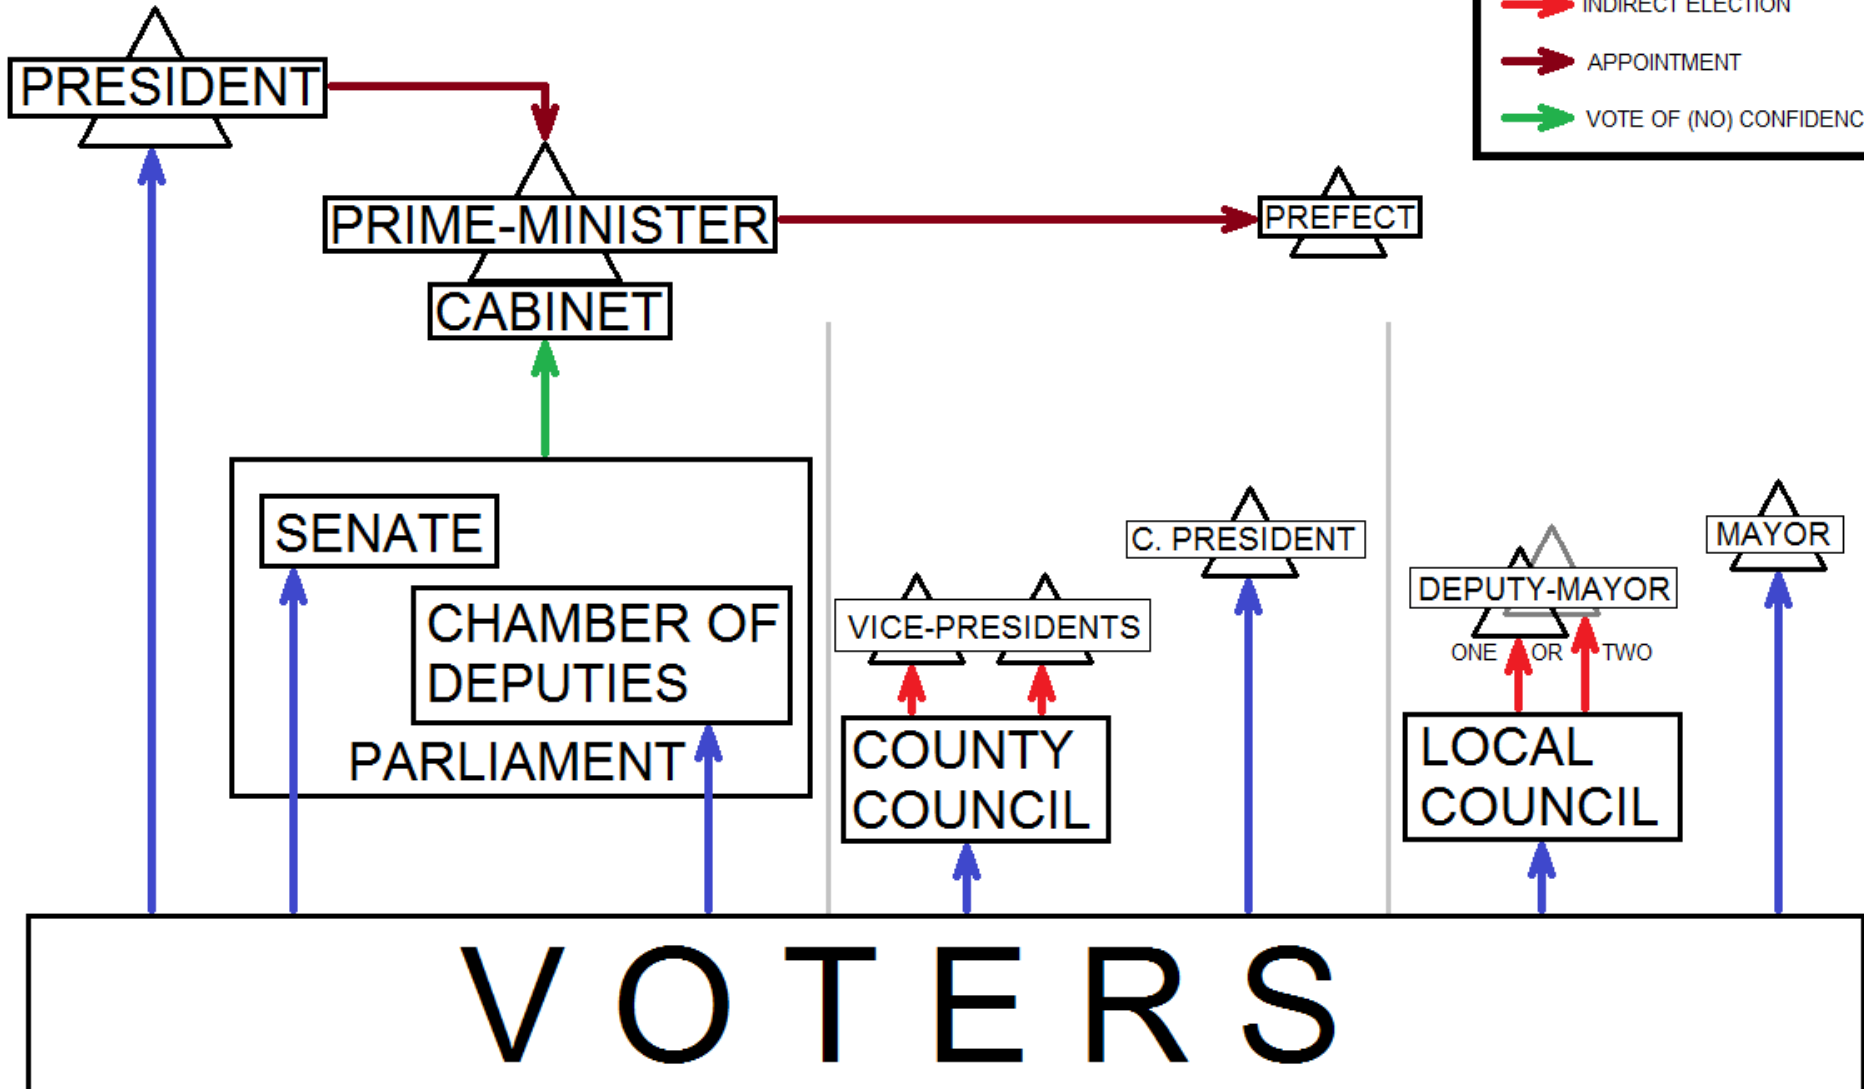 INDIRECT ELECTION
APPOINTMENT
VOTE OF (NO) CONFIDENC
PRESIDENT
PRIME-MINISTER
PREFECT
CABINET
SENATE
CHAMBER OF
DEPUTIES
PARLIAMENT
C. PRESIDENT
VICE-PRESIDENTS
COUNTY
COUNCIL
MAYOR
DEPUTY-MAYOR
ONE OR TWO
LOCAL
COUNCIL
VOTERS